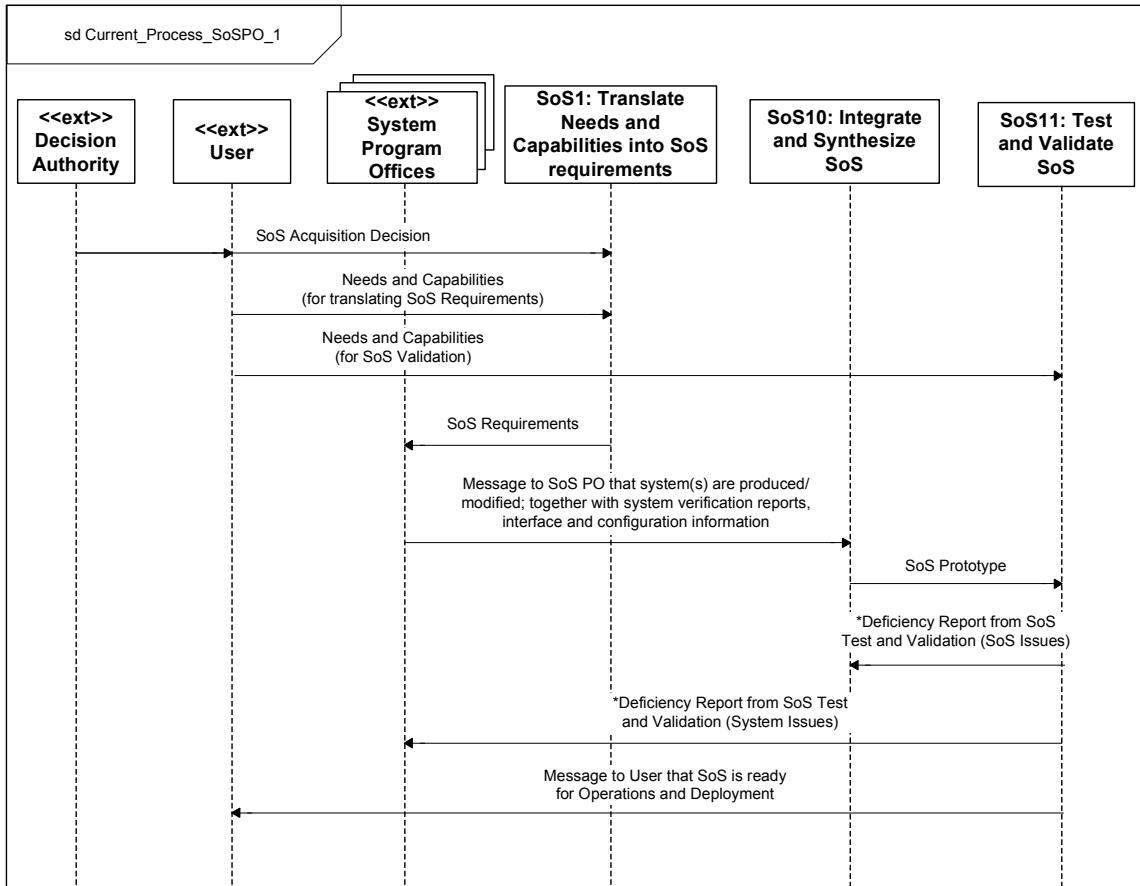 sd Current_Process_SoSPO_1
<<ext>>
Decision
Authority
<<ext>>
User
<<ext>>
System
Program
Offices
SoS1: Translate
Needs and
Capabilities into SoS
requirements
SoS10: Integrate
and Synthesize
SoS
SoS11: Test
and Validate
SoS
SoS Acquisition Decision
Needs and Capabilities
(for translating SoS Requirements)
Needs and Capabilities
(for SoS Validation)
SoS Requirements
Message to SoS PO that system(s) are produced/
modified; together with system verification reports,
interface and configuration information
SoS Prototype
*Deficiency Report from SoS
Test and Validation (SoS Issues)
*Deficiency Report from SoS Test
and Validation (System Issues)
Message to User that SoS is ready
for Operations and Deployment